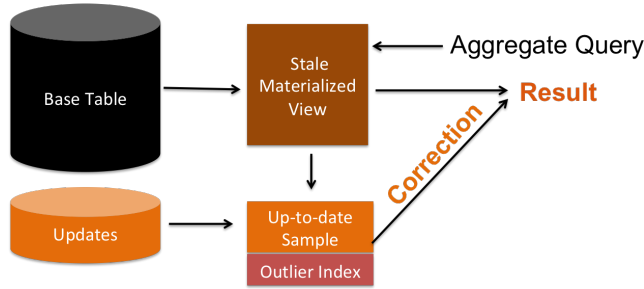 Base Table
Stale
Materialized
View
Aggregate Query
Result
Correction
Updates
Up-to-date
Sample
Outlier Index